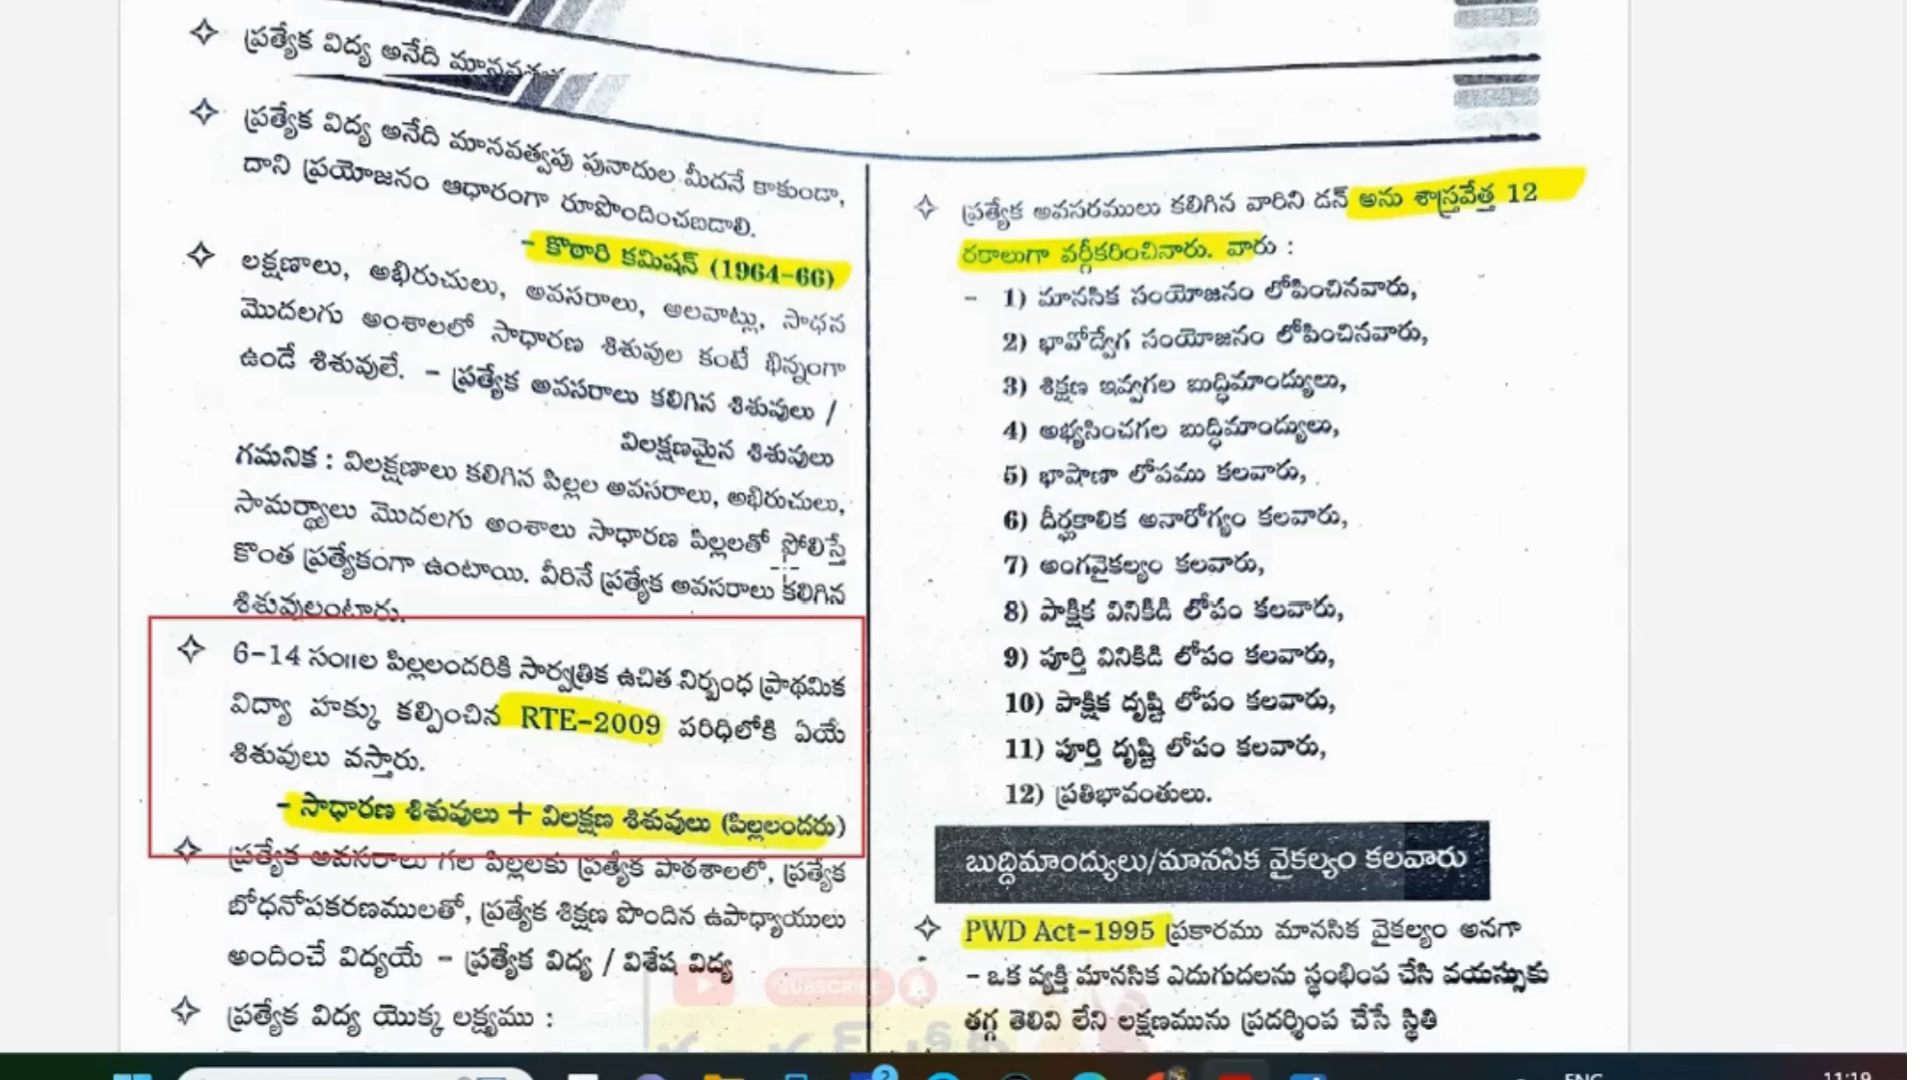 ప్రత్యేక విద్య అనేది
ప్రత్యేక విద్య అనేది మానవత్వపు పునాదుల మీదనే కాకుండా,
దాని ప్రయోజనం ఆధారంగా రూపొందించబడాలి.
- కొఠారి కమిషన్ (1964-66)
లక్షణాలు, అభిరుచులు, అవసరాలు, అలవాట్లు, సాధన
మొదలగు అంశాలలో సాధారణ శిశువుల కంటే భిన్నంగా
ఉండే శిశువులే. - ప్రత్యేక అవసరాలు కలిగిన శిశువులు /
విలక్షణమైన శిశువులు
గమనిక : విలక్షణాలు కలిగిన పిల్లల అవసరాలు, అభిరుచులు,
సామర్థ్యాలు మొదలగు అంశాలు సాధారణ పిల్లలతో పోలిస్తే
కొంత ప్రత్యేకంగా ఉంటాయి. వీరినే ప్రత్యేక అవసరాలు కలిగిన
శిశువులంటారు.
6-14 సం॥ల పిల్లలందరికి సార్వత్రిక ఉచిత నిర్బంధ ప్రాథమిక
విద్యా హక్కు కల్పించిన RTE-2009 పరిధిలోకి ఏయే
శిశువులు వస్తారు.
- సాధారణ శిశువులు + విలక్షణ శిశువులు (పిల్లలందరు)
ప్రత్యేక అవసరాలు గల పిల్లలకు ప్రత్యేక పాఠశాలలో, ప్రత్యేక
బోధనోపకరణములతో, ప్రత్యేక శిక్షణ పొందిన ఉపాధ్యాయులు
అందించే విద్యయే - ప్రత్యేక విద్య / విశేష విద్య
ప్రత్యేక విద్య యొక్క లక్ష్యము :
ప్రత్యేక అవసరములు కలిగిన వారిని డన్ అను శాస్త్రవేత్త 12
రకాలుగా వర్గీకరించినారు. వారు :
- 1) మానసిక సంయోజనం లోపించినవారు,
2) భావోద్వేగ సంయోజనం లోపించినవారు,
3) శిక్షణ ఇవ్వగల బుద్ధిమాంద్యులు,
4) అభ్యసించగల బుద్ధిమాంద్యులు,
5) భాషాణా లోపము కలవారు,
6) దీర్ఘకాలిక అనారోగ్యం కలవారు,
7) అంగవైకల్యం కలవారు,
8) పాక్షిక వినికిడి లోపం కలవారు,
9) పూర్తి వినికిడి లోపం కలవారు,
10) పాక్షిక దృష్టి లోపం కలవారు,
11) పూర్తి దృష్టి లోపం కలవారు,
12) ప్రతిభావంతులు.
బుద్ధిమాంద్యులు/మానసిక వైకల్యం కలవారు
PWD Act-1995 ప్రకారము మానసిక వైకల్యం అనగా
- ఒక వ్యక్తి మానసిక ఎదుగుదలను స్థంభింప చేసి వయస్సుకు
తగ్గ తెలివి లేని లక్షణమును ప్రదర్శింప చేసే స్థితి
SUBSCRIBE
2
ENG
11:19